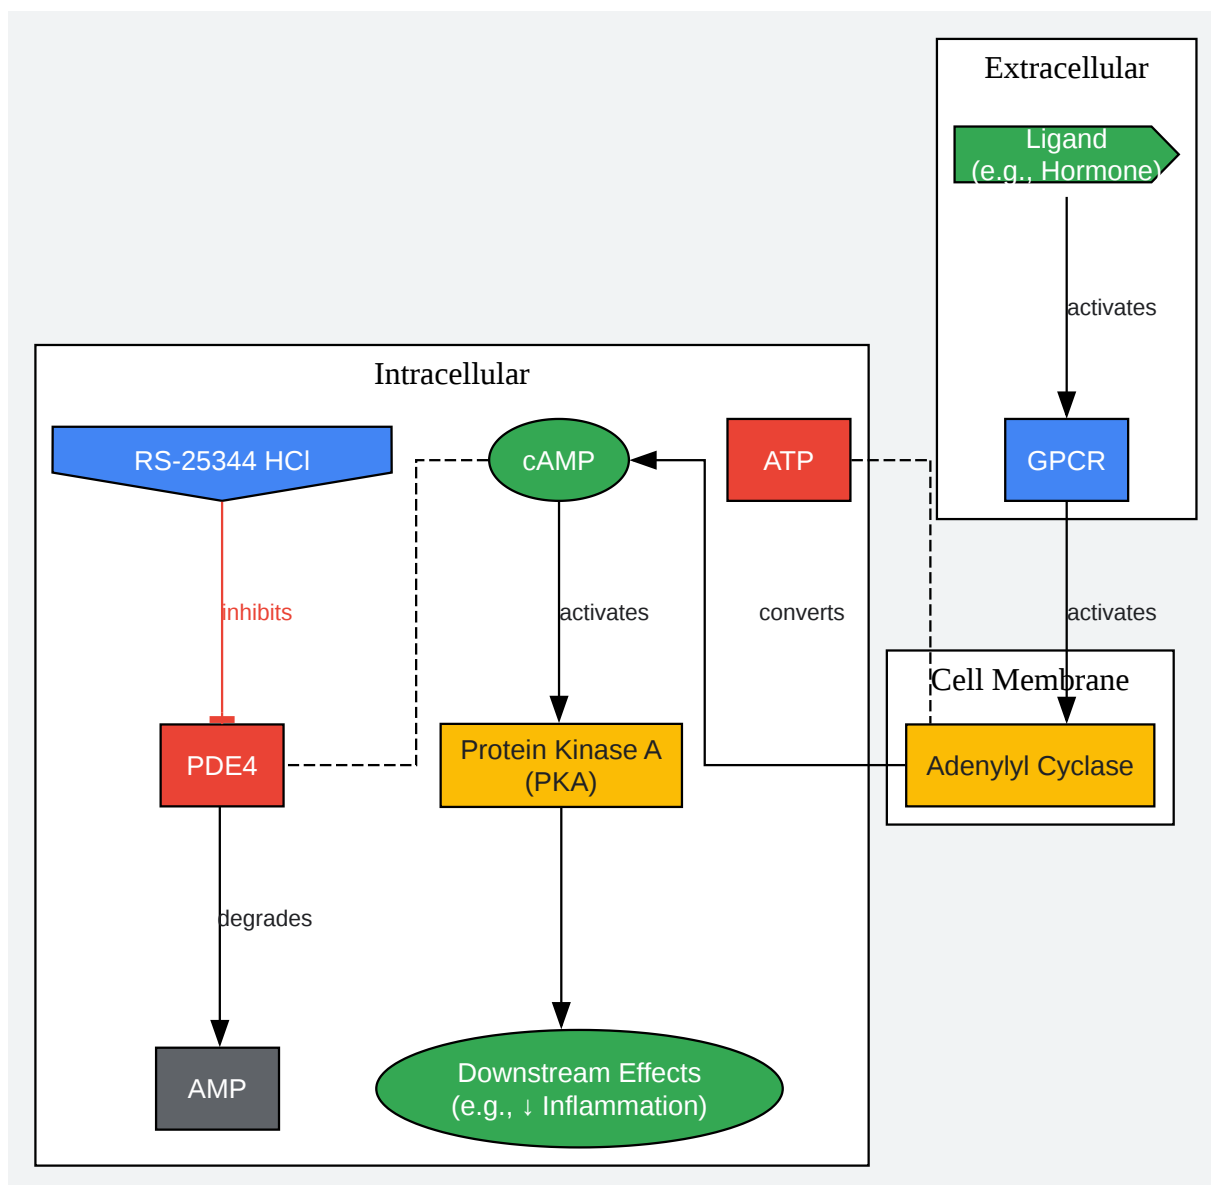 Extracellular
Ligand
(e.g., Hormone)
activates
Intracellular
RS-25344 HCl
cAMP
ATP
GPCR
inhibits
activates
converts
activates
Cell Membrane
PDE4
Protein Kinase A
(PKA)
Adenylyl Cyclase
degrades
AMP
Downstream Effects
(e.g., ↓ Inflammation)